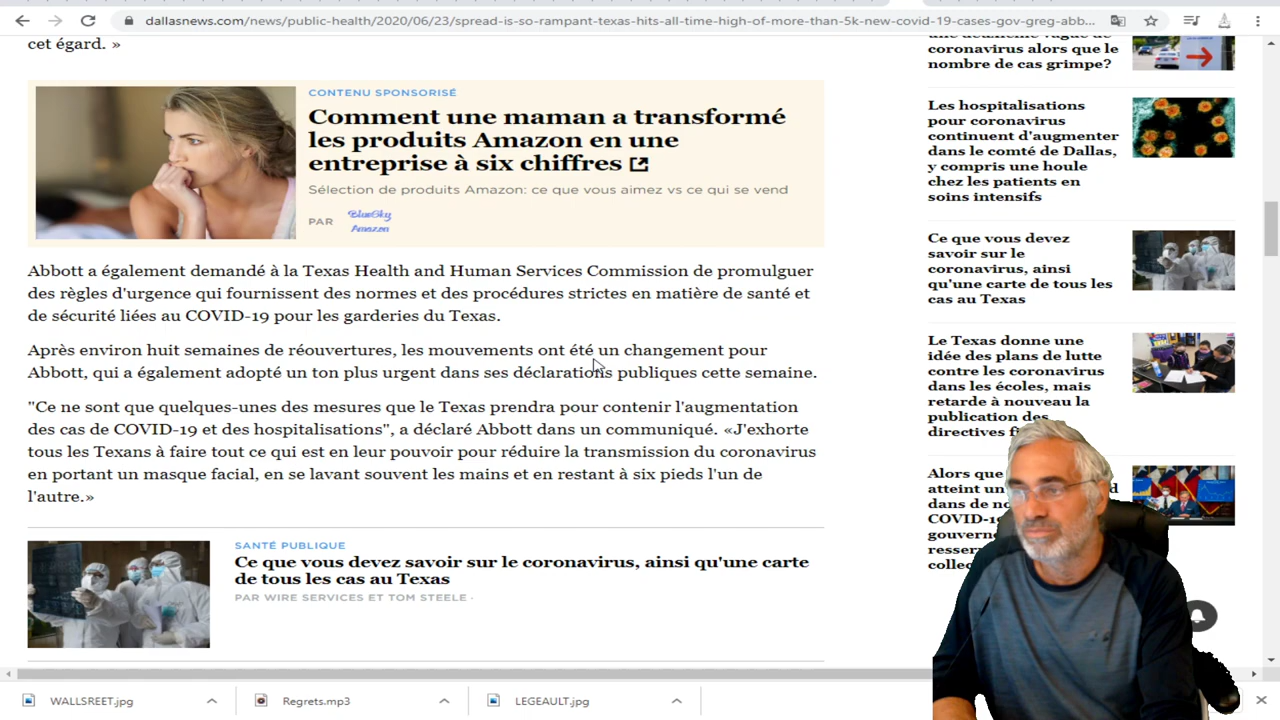 dallasnews.com/news/public-health/2020/06/23/spread-is-so-rampant-texas-hits-all-time-high-of-more-than-5k-new-covid-19-cases-gov-greg-abb...
cet égard. »
CONTENU SPONSORISÉ
Comment une maman a transformé
les produits Amazon en une
entreprise à six chiffres
Sélection de produits Amazon: ce que vous aimez vs ce qui se vend
PAR
BlueSky
Amazon
Abbott a également demandé à la Texas Health and Human Services Commission de promulguer
des règles d'urgence qui fournissent des normes et des procédures strictes en matière de santé et
de sécurité liées au COVID-19 pour les garderies du Texas.
Après environ huit semaines de réouvertures, les mouvements ont été un changement pour
Abbott, qui a également adopté un ton plus urgent dans ses déclarations publiques cette semaine.
"Ce ne sont que quelques-unes des mesures que le Texas prendra pour contenir l'augmentation
des cas de COVID-19 et des hospitalisations", a déclaré Abbott dans un communiqué. «J'exhorte
tous les Texans à faire tout ce qui est en leur pouvoir pour réduire la transmission du coronavirus
en portant un masque facial, en se lavant souvent les mains et en restant à six pieds l'un de
l'autre.»
SANTÉ PUBLIQUE
Ce que vous devez savoir sur le coronavirus, ainsi qu'une carte
de tous les cas au Texas
PAR WIRE SERVICES ET TOM STEELE ·
une deuxième vague de
coronavirus alors que le
nombre de cas grimpe?
Les hospitalisations
pour coronavirus
continuent d'augmenter
dans le comté de Dallas,
y compris une houle
chez les patients en
soins intensifs
Ce que vous devez
savoir sur le
coronavirus, ainsi
qu'une carte de tous les
cas au Texas
Le Texas donne une
idée des plans de lutte
contre les coronavirus
dans les écoles, mais
retarde à nouveau la
publication des
directives
Alors que
atteint un
dans de
COVID-19
WALLSREET.jpg
Regrets.mp3
LEGEAULT.jpg